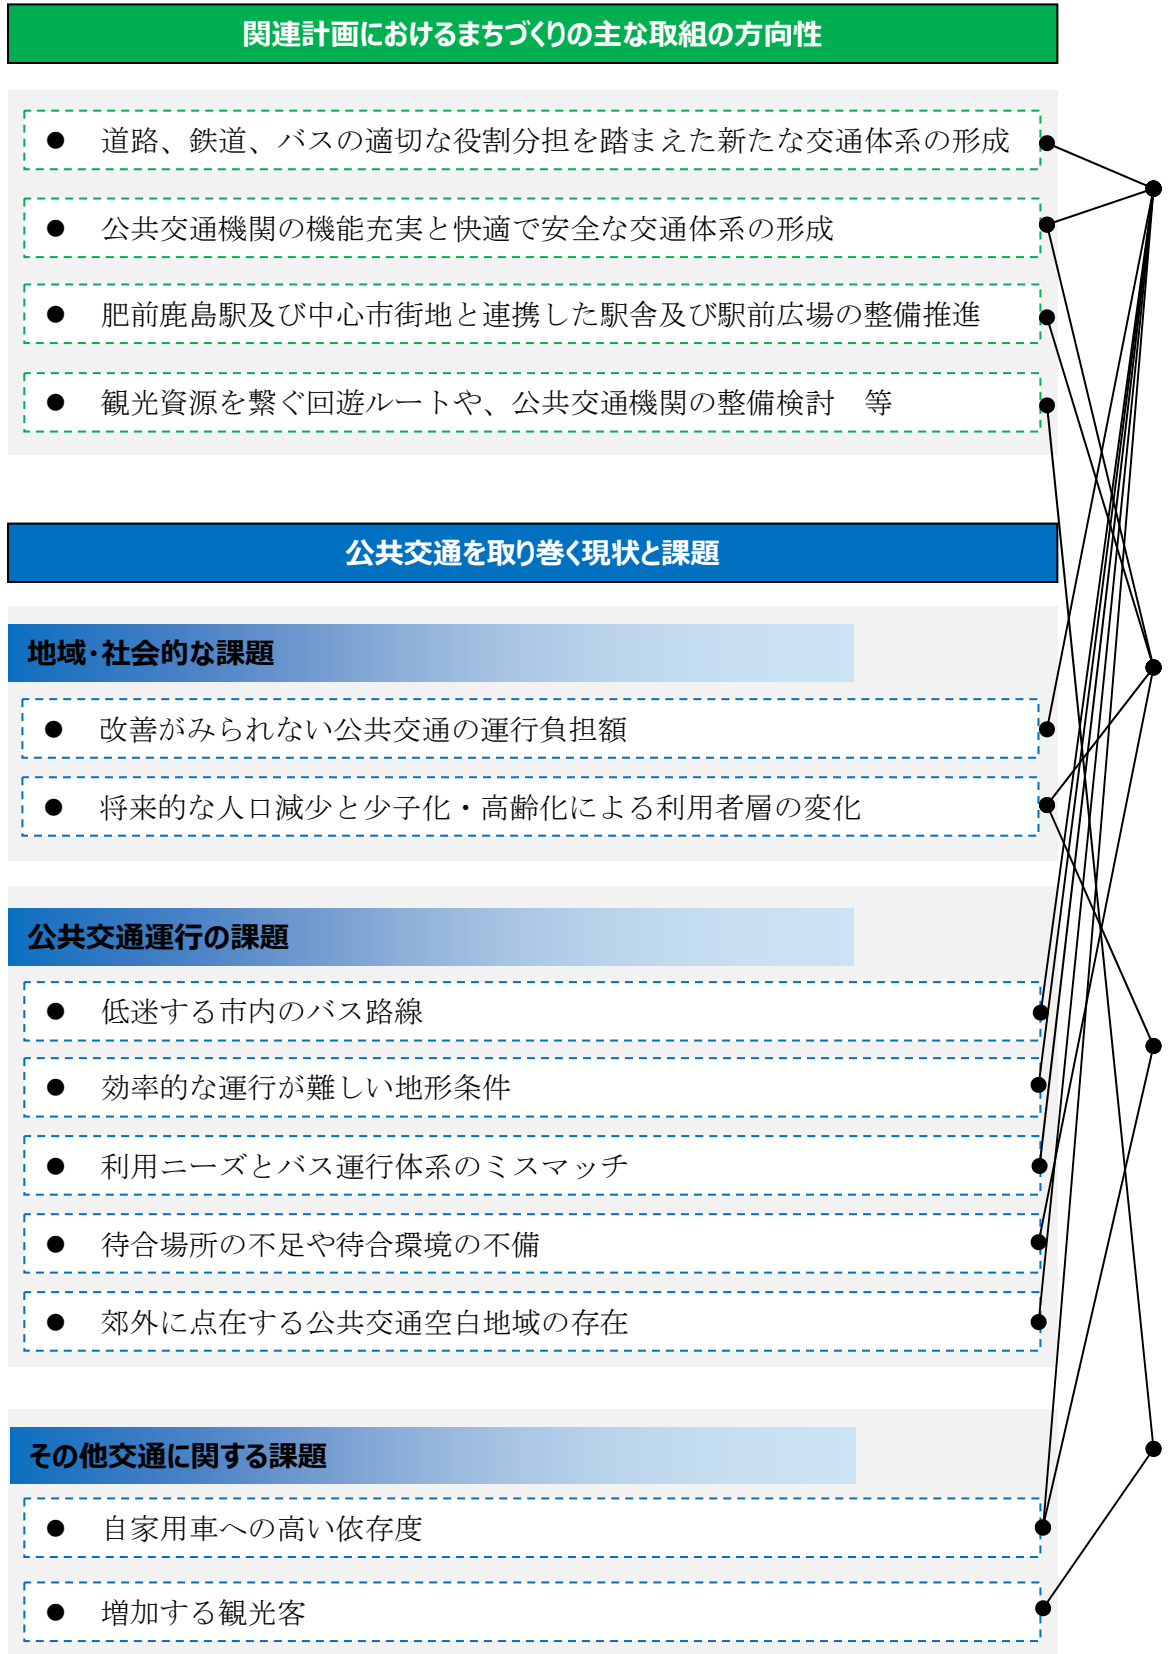 関連計画におけるまちづくりの主な取組の方向性
● 道路、鉄道、バスの適切な役割分担を踏まえた新たな交通体系の形成
● 公共交通機関の機能充実と快適で安全な交通体系の形成
● 肥前鹿島駅及び中心市街地と連携した駅舎及び駅前広場の整備推進
● 観光資源を繋ぐ回遊ルートや、公共交通機関の整備検討　等
公共交通を取り巻く現状と課題
地域・社会的な課題
● 改善がみられない公共交通の運行負担額
● 将来的な人口減少と少子化・高齢化による利用者層の変化
公共交通運行の課題
● 低迷する市内のバス路線
● 効率的な運行が難しい地形条件
● 利用ニーズとバス運行体系のミスマッチ
● 待合場所の不足や待合環境の不備
● 郊外に点在する公共交通空白地域の存在
その他交通に関する課題
● 自家用車への高い依存度
● 増加する観光客